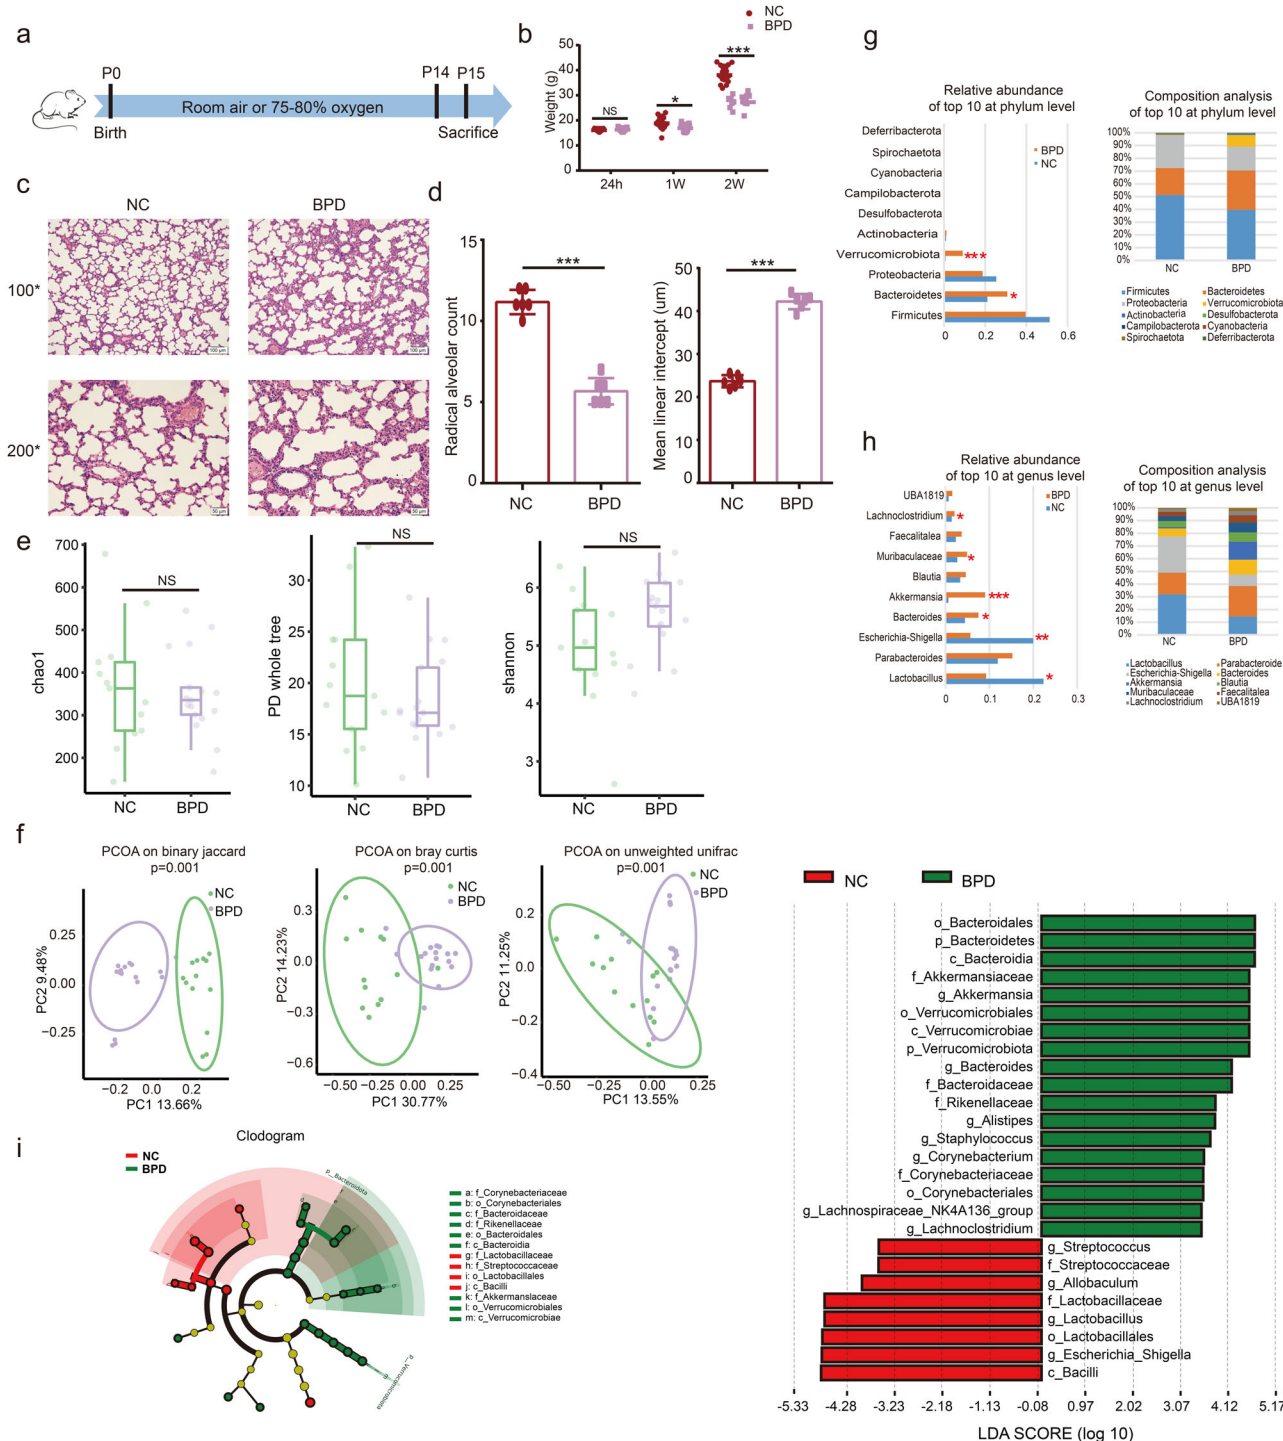 a
P0
P14
P15
Room air or 75-80% oxygen
Birth
Sacrifice
b
NC
BPD
Weight (g)
50
40
30
20
10
0
NS
*
***
24h
1W
2W
c
NC
BPD
100*
200*
100 µm
100 µm
50 µm
50 µm
d
Radical alveolar count
15
10
5
0
***
NC
BPD
Mean linear intercept (um)
50
40
30
20
10
0
***
NC
BPD
e
chao1
700
600
500
400
300
200
NS
NC
BPD
PD whole tree
30
25
20
15
10
NS
NC
BPD
shannon
6
5
4
3
NS
NC
BPD
f
PCOA on binary jaccard
p=0.001
NC
BPD
PC2 9.48%
0.25
0.00
−0.25
−0.2
0.0
0.2
PC1 13.66%
PCOA on bray curtis
p=0.001
NC
BPD
PC2 14.23%
0.3
0.0
−0.3
−0.6
−0.50
−0.25
0.00
0.25
PC1 30.77%
PCOA on unweighted unifrac
p=0.001
NC
BPD
PC2 11.25%
0.2
0.0
−0.2
−0.4
−0.50
−0.25
0.00
0.25
PC1 13.55%
g
Relative abundance
of top 10 at phylum level
Deferribacterota
Spirochaetota
Cyanobacteria
Campilobacterota
Desulfobacterota
Actinobacteria
Verrucomicrobiota
***
Proteobacteria
Bacteroidetes
*
Firmicutes
BPD
NC
0
0.2
0.4
0.6
Composition analysis
of top 10 at phylum level
100%
90%
80%
70%
60%
50%
40%
30%
20%
10%
0%
NC
BPD
Firmicutes
Bacteroidetes
Proteobacteria
Verrucomicrobiota
Actinobacteria
Desulfobacterota
Campilobacterota
Cyanobacteria
Spirochaetota
Deferribacterota
h
Relative abundance
of top 10 at genus level
UBA1819
Lachnoclostridium
*
Faecalitalea
Muribaculaceae
*
Blautia
Akkermansia
***
Bacteroides
*
Escherichia-Shigella
**
Parabacteroides
Lactobacillus
*
BPD
NC
0
0.1
0.2
0.3
Composition analysis
of top 10 at genus level
100%
90%
80%
70%
60%
50%
40%
30%
20%
10%
0%
NC
BPD
Lactobacillus
Parabacteroide
Escherichia-Shigella
Bacteroides
Akkermansia
Blautia
Muribaculaceae
Faecalitalea
Lachnoclostridium
UBA1819
i
Clodogram
NC
BPD
p__Bacteroidota
p_Verrucomicrobiota
a: f_Corynebacteriaceae
b: o_Corynebacteriales
c: f_Bacteroidaceae
d: f_Rikenellaceae
e: o_Bacteroidales
f: c_Bacteroidia
g: f_Lactobacillaceae
h: f_Streptococcaceae
i: o_Lactobacillales
j: c_Bacilli
k: f_Akkermanslaceae
l: o_Verrucomicrobiales
m: c_Verrucomicrobiae
NC
BPD
o_Bacteroidales
p_Bacteroidetes
c_Bacteroidia
f_Akkermansiaceae
g_Akkermansia
o_Verrucomicrobiales
c_Verrucomicrobiae
p_Verrucomicrobiota
g_Bacteroides
f_Bacteroidaceae
f_Rikenellaceae
g_Alistipes
g_Staphylococcus
g_Corynebacterium
f_Corynebacteriaceae
o_Corynebacteriales
g_Lachnospiraceae_NK4A136_group
g_Lachnoclostridium
g_Streptococcus
f_Streptococcaceae
g_Allobaculum
f_Lactobacillaceae
g_Lactobacillus
o_Lactobacillales
g_Escherichia_Shigella
c_Bacilli
-5.33
-4.28
-3.23
-2.18
-1.13
-0.08
0.97
2.02
3.07
4.12
5.17
LDA SCORE (log 10)